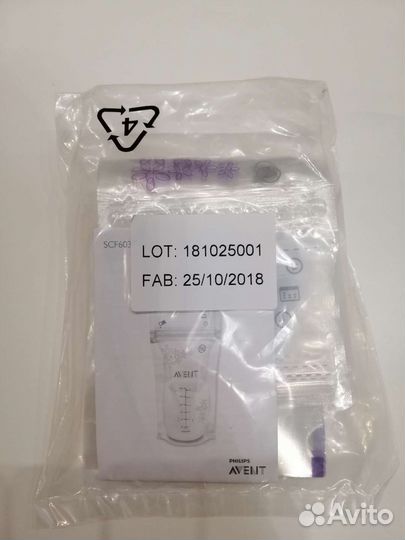 4
SCF603
LOT: 181025001
FAB: 25/10/2018
AVENT
PHILIPS
AVENT
Avito